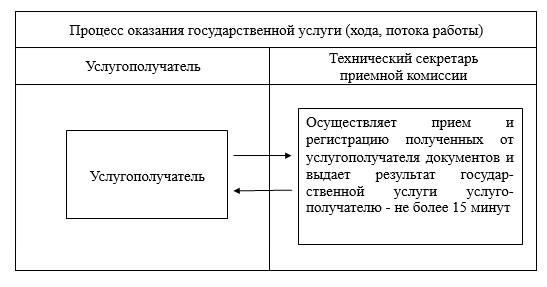 Процесс оказания государственной услуги (хода, потока работы)
Услугополучатель
Технический секретарь
приемной комиссии
Услугополучатель
Осуществляет прием и
регистрацию полученных от
услугополучателя документов и
выдает результат государ-
ственной услуги услуго-
получателю - не более 15 минут